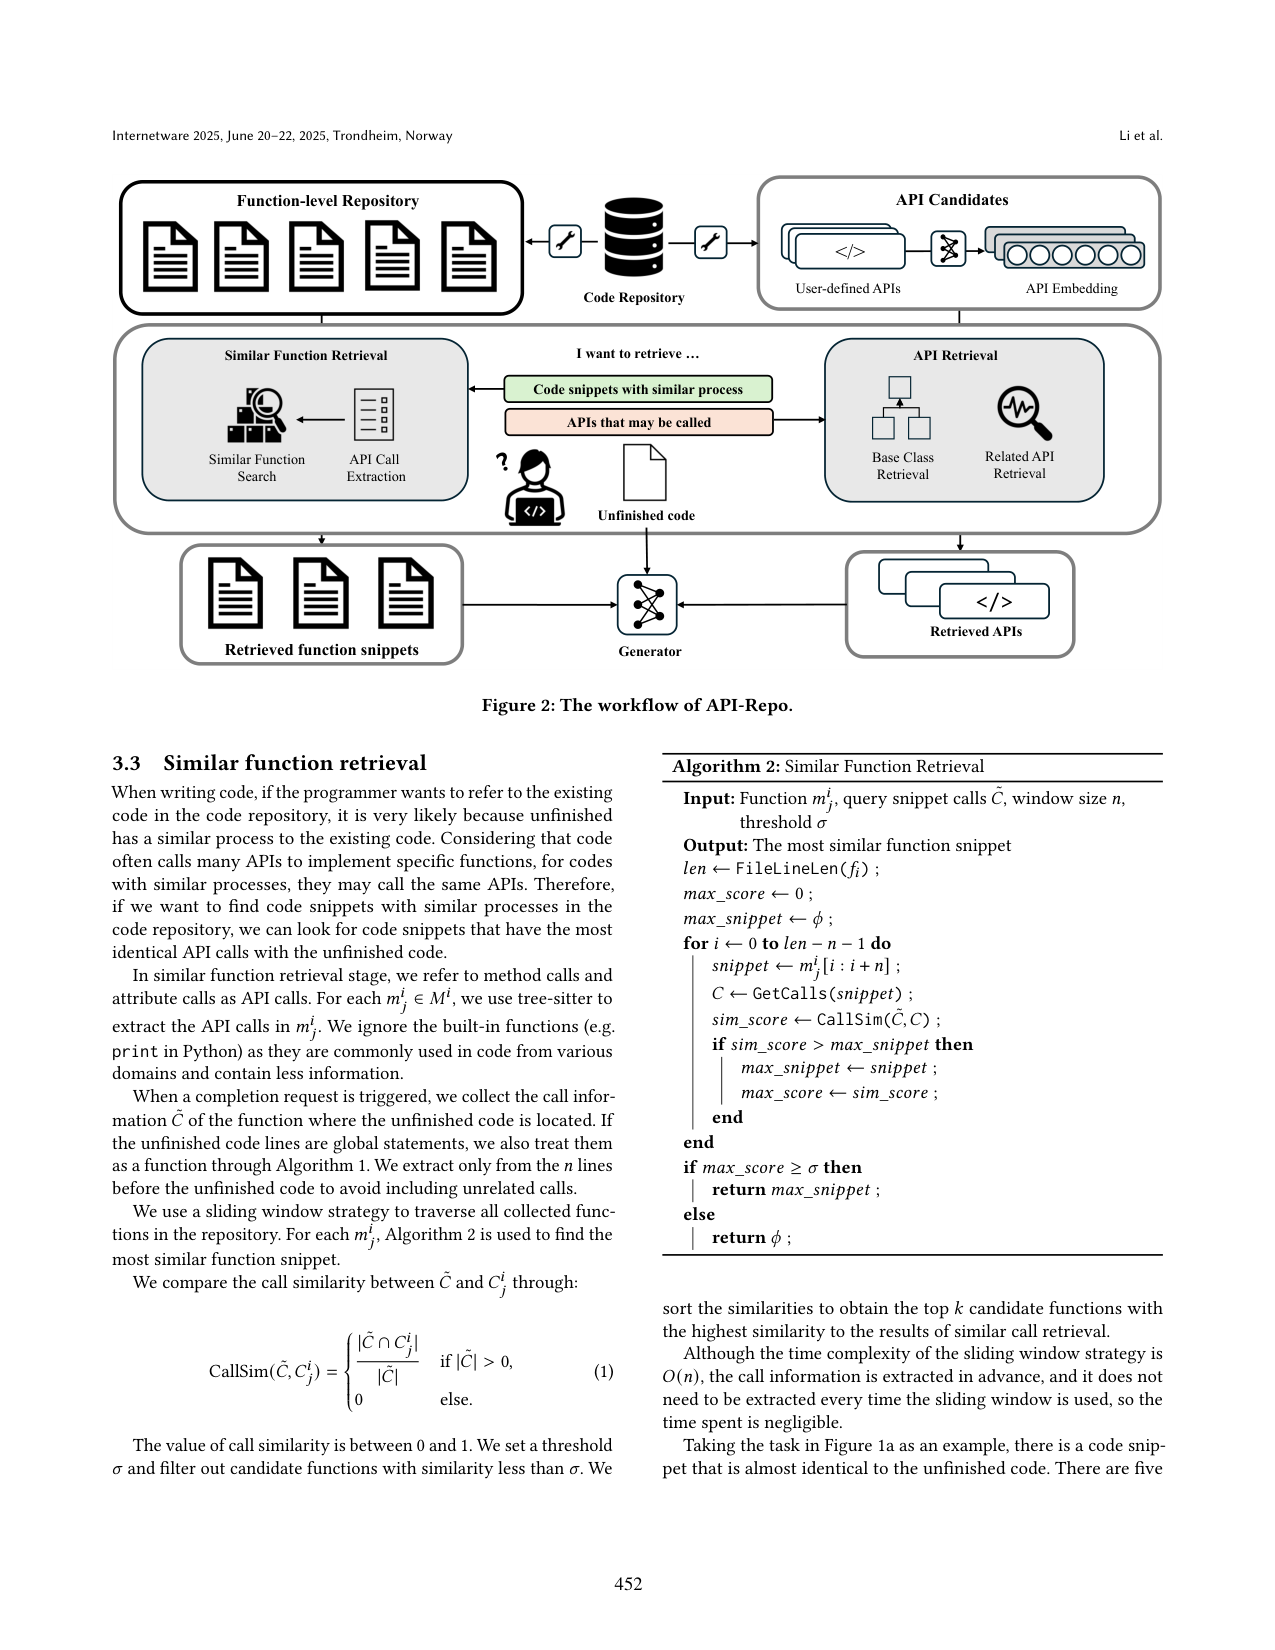 Internetware 2025, June 20–22, 2025, Trondheim, Norway
Li et al.
Function-level Repository
Code Repository
API Candidates
</>
User-defined APIs
API Embedding
Similar Function Retrieval
Similar Function
Search
API Call
Extraction
I want to retrieve …
Code snippets with similar process
APIs that may be called
?
</>
Unfinished code
API Retrieval
Base Class
Retrieval
Related API
Retrieval
Retrieved function snippets
Generator
</>
Retrieved APIs
Figure 2: The workflow of API-Repo.
3.3 Similar function retrieval
When writing code, if the programmer wants to refer to the existing
code in the code repository, it is very likely because unfinished
has a similar process to the existing code. Considering that code
often calls many APIs to implement specific functions, for codes
with similar processes, they may call the same APIs. Therefore,
if we want to find code snippets with similar processes in the
code repository, we can look for code snippets that have the most
identical API calls with the unfinished code.
In similar function retrieval stage, we refer to method calls and
attribute calls as API calls. For each m_j^i ∈ M^i, we use tree-sitter to
extract the API calls in m_j^i. We ignore the built-in functions (e.g.
print in Python) as they are commonly used in code from various
domains and contain less information.
When a completion request is triggered, we collect the call infor-
mation C̃ of the function where the unfinished code is located. If
the unfinished code lines are global statements, we also treat them
as a function through Algorithm 1. We extract only from the n lines
before the unfinished code to avoid including unrelated calls.
We use a sliding window strategy to traverse all collected func-
tions in the repository. For each m_j^i, Algorithm 2 is used to find the
most similar function snippet.
We compare the call similarity between C̃ and C_j^i through:
CallSim(C̃, C_j^i) = { |C̃ ∩ C_j^i| / |C̃| if |C̃| > 0,
0 else. (1)
The value of call similarity is between 0 and 1. We set a threshold
σ and filter out candidate functions with similarity less than σ. We
Algorithm 2: Similar Function Retrieval
Input: Function m_j^i, query snippet calls C̃, window size n,
threshold σ
Output: The most similar function snippet
len ← FileLineLen(f_i) ;
max_score ← 0 ;
max_snippet ← ϕ ;
for i ← 0 to len − n − 1 do
snippet ← m_j^i[i : i + n] ;
C ← GetCalls(snippet) ;
sim_score ← CallSim(C̃, C) ;
if sim_score > max_snippet then
max_snippet ← snippet ;
max_score ← sim_score ;
end
end
if max_score ≥ σ then
return max_snippet ;
else
return ϕ ;
sort the similarities to obtain the top k candidate functions with
the highest similarity to the results of similar call retrieval.
Although the time complexity of the sliding window strategy is
O(n), the call information is extracted in advance, and it does not
need to be extracted every time the sliding window is used, so the
time spent is negligible.
Taking the task in Figure 1a as an example, there is a code snip-
pet that is almost identical to the unfinished code. There are five
452